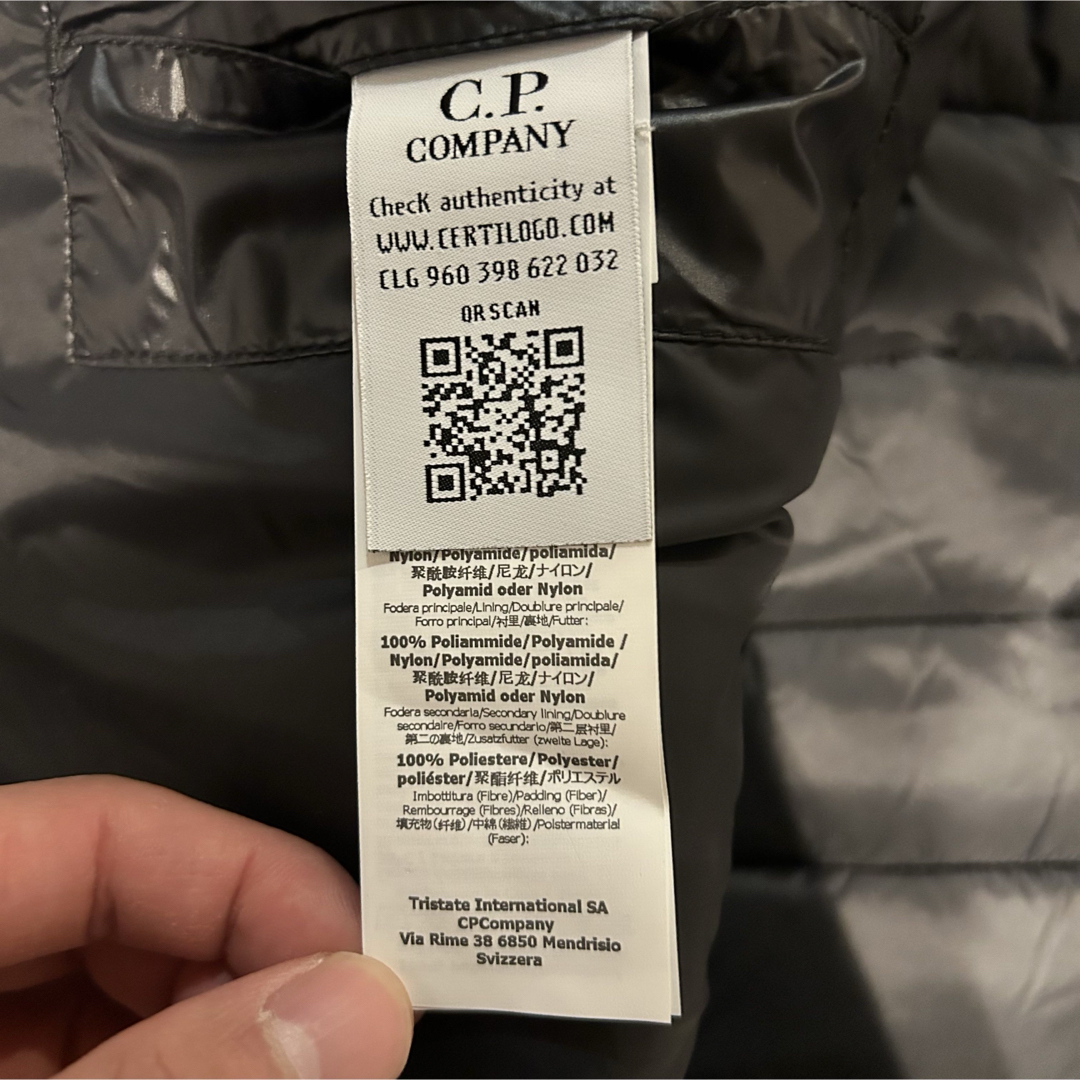 C.P.
COMPANY
Check authenticity at
WWW.CERTILOGO.COM
CLG 960 398 622 032
OR SCAN
Nylon/Polyamide/poliamida/
聚酰胺纤维/尼龙/ナイロン/
Polyamid oder Nylon
Fodera principale/Lining/Doublure principale/
Forro principal/衬里/裏地/Futter:
100% Poliammide/Polyamide /
Nylon/Polyamide/poliamida/
聚酰胺纤维/尼龙/ナイロン/
Polyamid oder Nylon
Fodera secondaria/Secondary lining/Doublure
secondaire/Forro secundario/第二层衬里/
第二の裏地/Zusatzfutter (zweite Lage):
100% Poliestere/Polyester/
poliéster/聚酯纤维/ポリエステル
Imbottitura (Fibre)/Padding (Fiber)/
Rembourrage (Fibres)/Relleno (Fibras)/
填充物(纤维)/中綿(繊維)/Polstermaterial
(Faser):
Tristate International SA
CPCompany
Via Rime 38 6850 Mendrisio
Svizzera